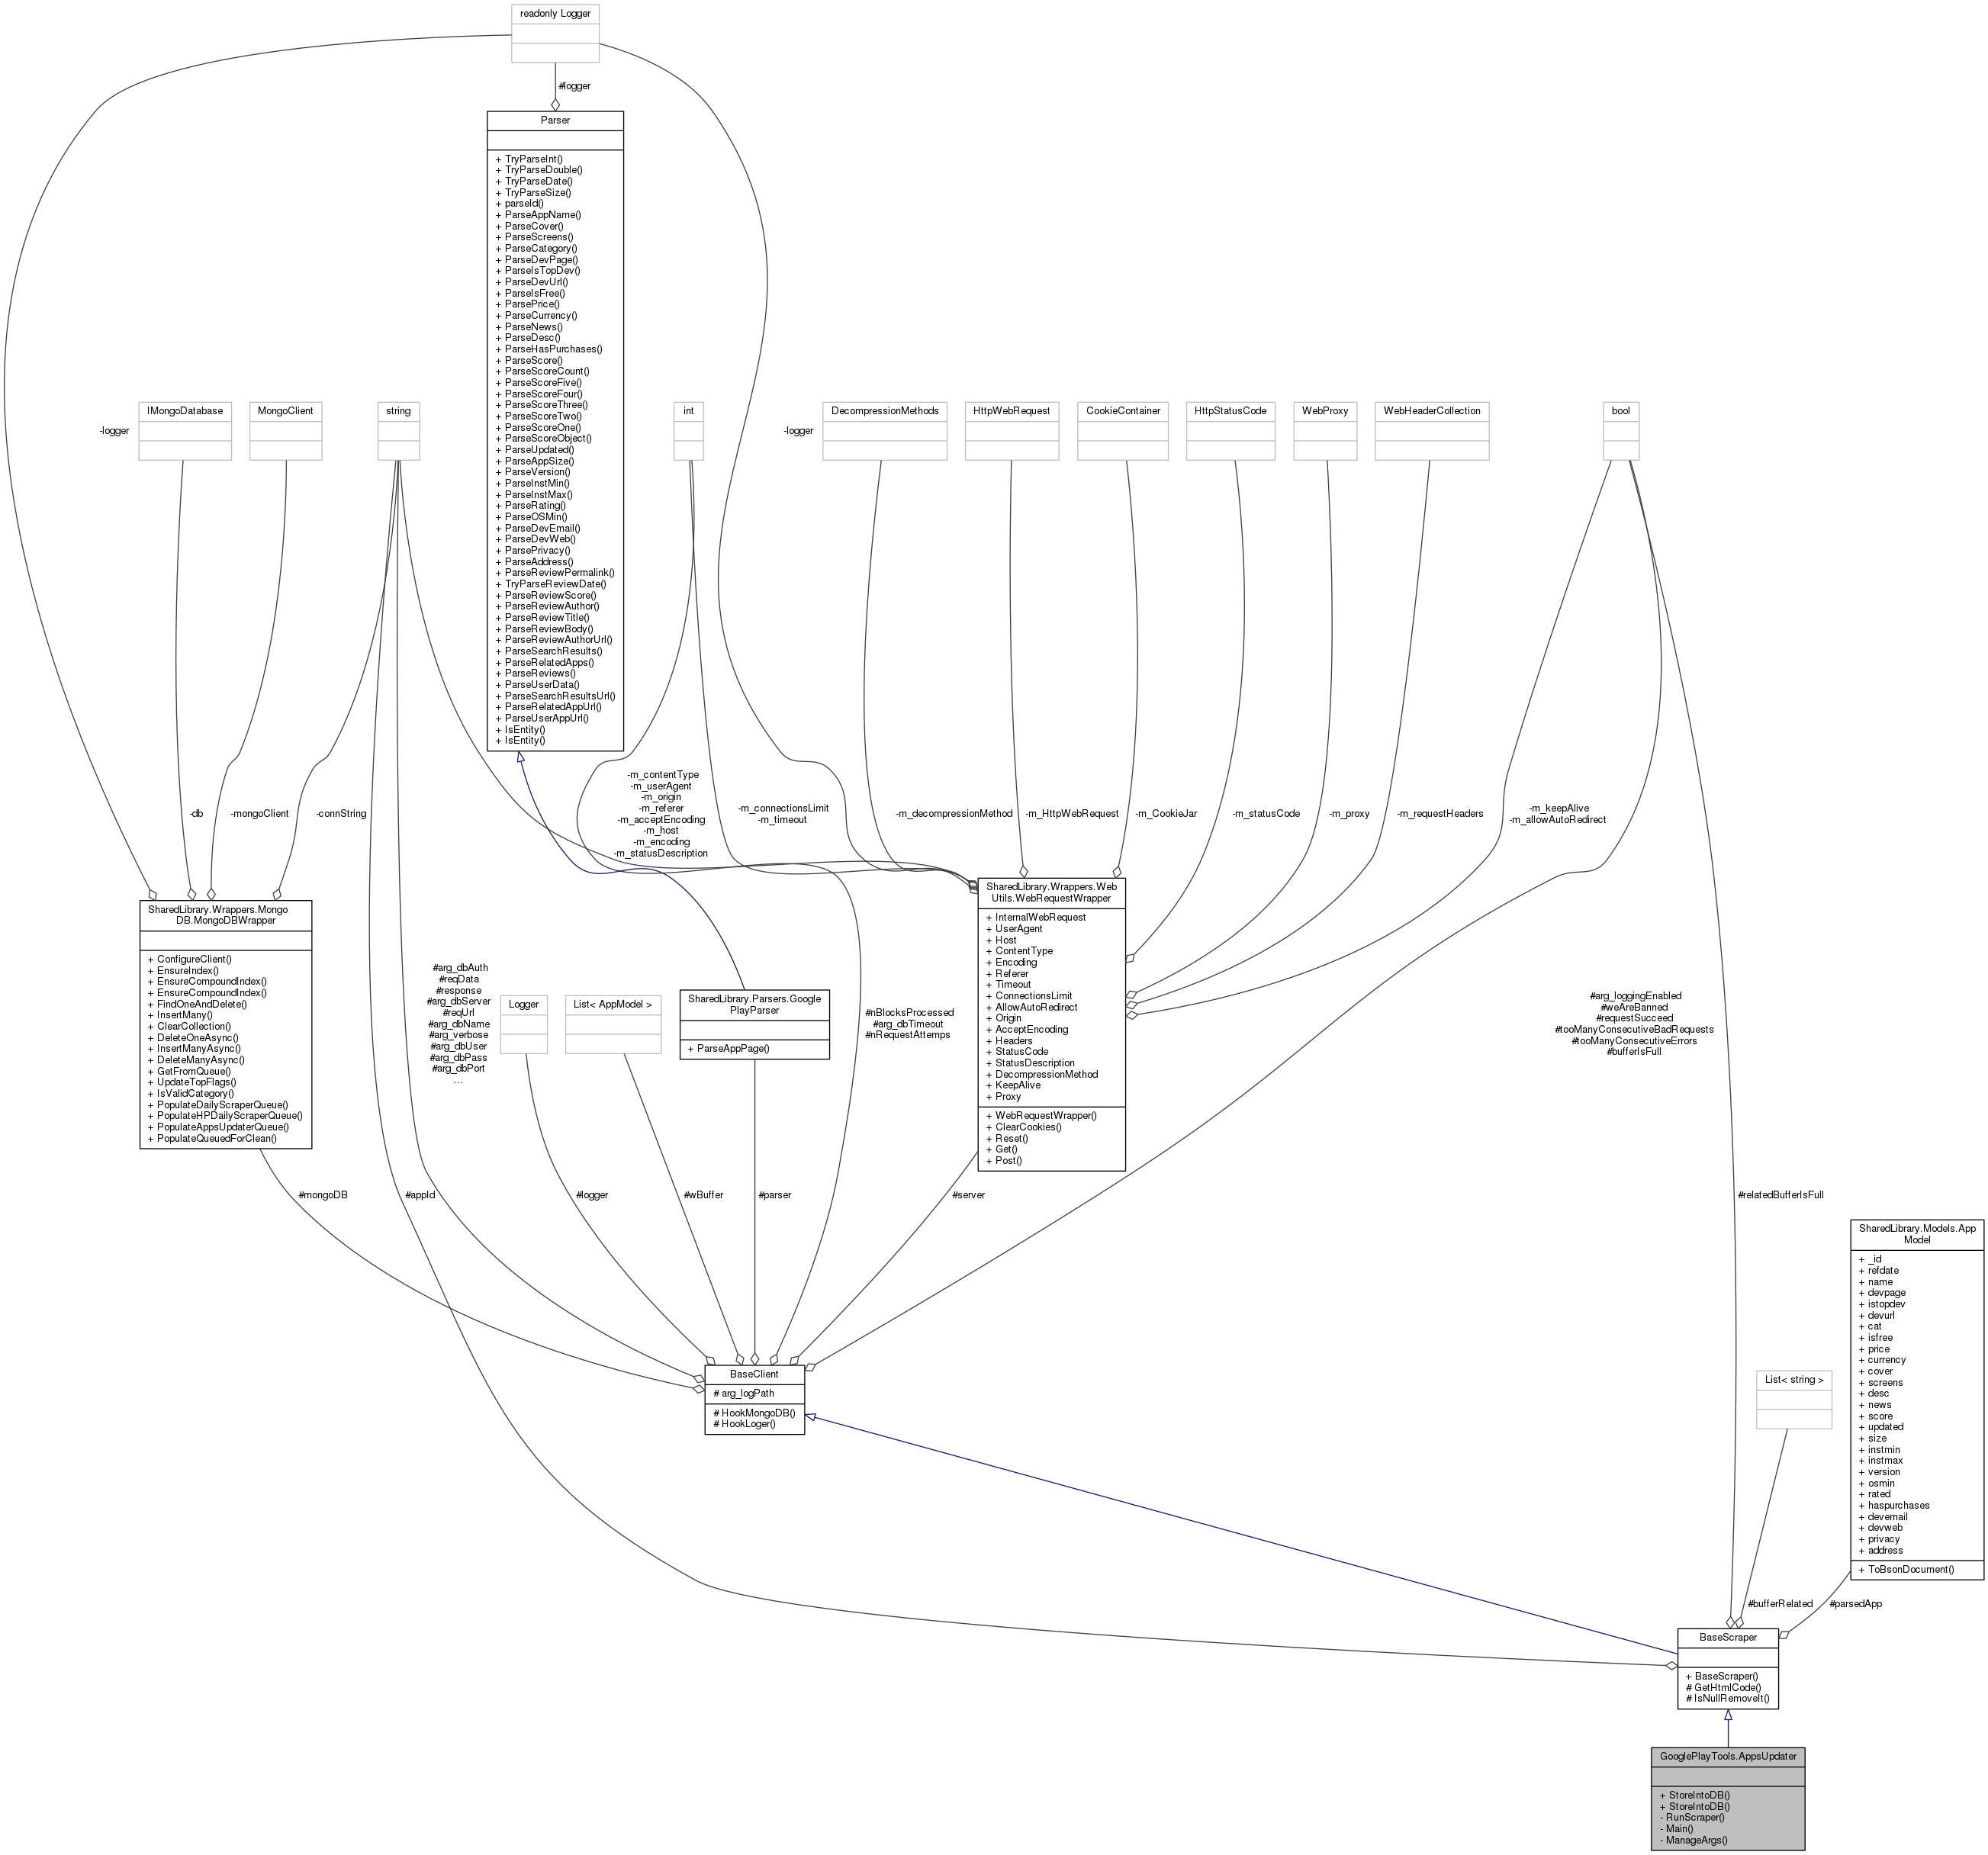 readonly Logger
#logger
Parser
+ TryParseInt()
+ TryParseDouble()
+ TryParseDate()
+ TryParseSize()
+ parseId()
+ ParseAppName()
+ ParseCover()
+ ParseScreens()
+ ParseCategory()
+ ParseDevPage()
+ ParseIsTopDev()
+ ParseDevUrl()
+ ParseIsFree()
+ ParsePrice()
+ ParseCurrency()
+ ParseNews()
+ ParseDesc()
+ ParseHasPurchases()
+ ParseScore()
+ ParseScoreCount()
+ ParseScoreFive()
+ ParseScoreFour()
+ ParseScoreThree()
+ ParseScoreTwo()
+ ParseScoreOne()
+ ParseScoreObject()
+ ParseUpdated()
+ ParseAppSize()
+ ParseVersion()
+ ParseInstMin()
+ ParseInstMax()
+ ParseRating()
+ ParseOSMin()
+ ParseDevEmail()
+ ParseDevWeb()
+ ParsePrivacy()
+ ParseAddress()
+ ParseReviewPermalink()
+ TryParseReviewDate()
+ ParseReviewScore()
+ ParseReviewAuthor()
+ ParseReviewTitle()
+ ParseReviewBody()
+ ParseReviewAuthorUrl()
+ ParseSearchResults()
+ ParseRelatedApps()
+ ParseReviews()
+ ParseUserData()
+ ParseSearchResultsUrl()
+ ParseRelatedAppUrl()
+ ParseUserAppUrl()
+ IsEntity()
+ IsEntity()
-logger
IMongoDatabase
MongoClient
string
int
-logger
DecompressionMethods
HttpWebRequest
CookieContainer
HttpStatusCode
WebProxy
WebHeaderCollection
bool
-db
-mongoClient
-connString
-m_contentType
-m_userAgent
-m_origin
-m_referer
-m_acceptEncoding
-m_host
-m_encoding
-m_statusDescription
-m_connectionsLimit
-m_timeout
-m_decompressionMethod
-m_HttpWebRequest
-m_CookieJar
-m_statusCode
-m_proxy
-m_requestHeaders
-m_keepAlive
-m_allowAutoRedirect
SharedLibrary.Wrappers.Mongo
DB.MongoDBWrapper
+ ConfigureClient()
+ EnsureIndex()
+ EnsureCompoundIndex()
+ EnsureCompoundIndex()
+ FindOneAndDelete()
+ InsertMany()
+ ClearCollection()
+ DeleteOneAsync()
+ InsertManyAsync()
+ DeleteManyAsync()
+ GetFromQueue()
+ UpdateTopFlags()
+ IsValidCategory()
+ PopulateDailyScraperQueue()
+ PopulateHPDailyScraperQueue()
+ PopulateAppsUpdaterQueue()
+ PopulateQueuedForClean()
#arg_dbAuth
#reqData
#response
#arg_dbServer
#reqUrl
#arg_dbName
#arg_verbose
#arg_dbUser
#arg_dbPass
#arg_dbPort
...
Logger
List< AppModel >
SharedLibrary.Parsers.Google
PlayParser
+ ParseAppPage()
#nBlocksProcessed
#arg_dbTimeout
#nRequestAttemps
SharedLibrary.Wrappers.Web
Utils.WebRequestWrapper
+ InternalWebRequest
+ UserAgent
+ Host
+ ContentType
+ Encoding
+ Referer
+ Timeout
+ ConnectionsLimit
+ AllowAutoRedirect
+ Origin
+ AcceptEncoding
+ Headers
+ StatusCode
+ StatusDescription
+ DecompressionMethod
+ KeepAlive
+ Proxy
+ WebRequestWrapper()
+ ClearCookies()
+ Reset()
+ Get()
+ Post()
#arg_loggingEnabled
#weAreBanned
#requestSucceed
#tooManyConsecutiveBadRequests
#tooManyConsecutiveErrors
#bufferIsFull
#mongoDB
#appId
#logger
#wBuffer
#parser
#server
#relatedBufferIsFull
SharedLibrary.Models.App
Model
+ _id
+ refdate
+ name
+ devpage
+ istopdev
+ devurl
+ cat
+ isfree
+ price
+ currency
+ cover
+ screens
+ desc
+ news
+ score
+ updated
+ size
+ instmin
+ instmax
+ version
+ osmin
+ rated
+ haspurchases
+ devemail
+ devweb
+ privacy
+ address
+ ToBsonDocument()
BaseClient
# arg_logPath
# HookMongoDB()
# HookLoger()
List< string >
#bufferRelated
#parsedApp
BaseScraper
+ BaseScraper()
# GetHtmlCode()
# IsNullRemoveIt()
GooglePlayTools.AppsUpdater
+ StoreIntoDB()
+ StoreIntoDB()
- RunScraper()
- Main()
- ManageArgs()